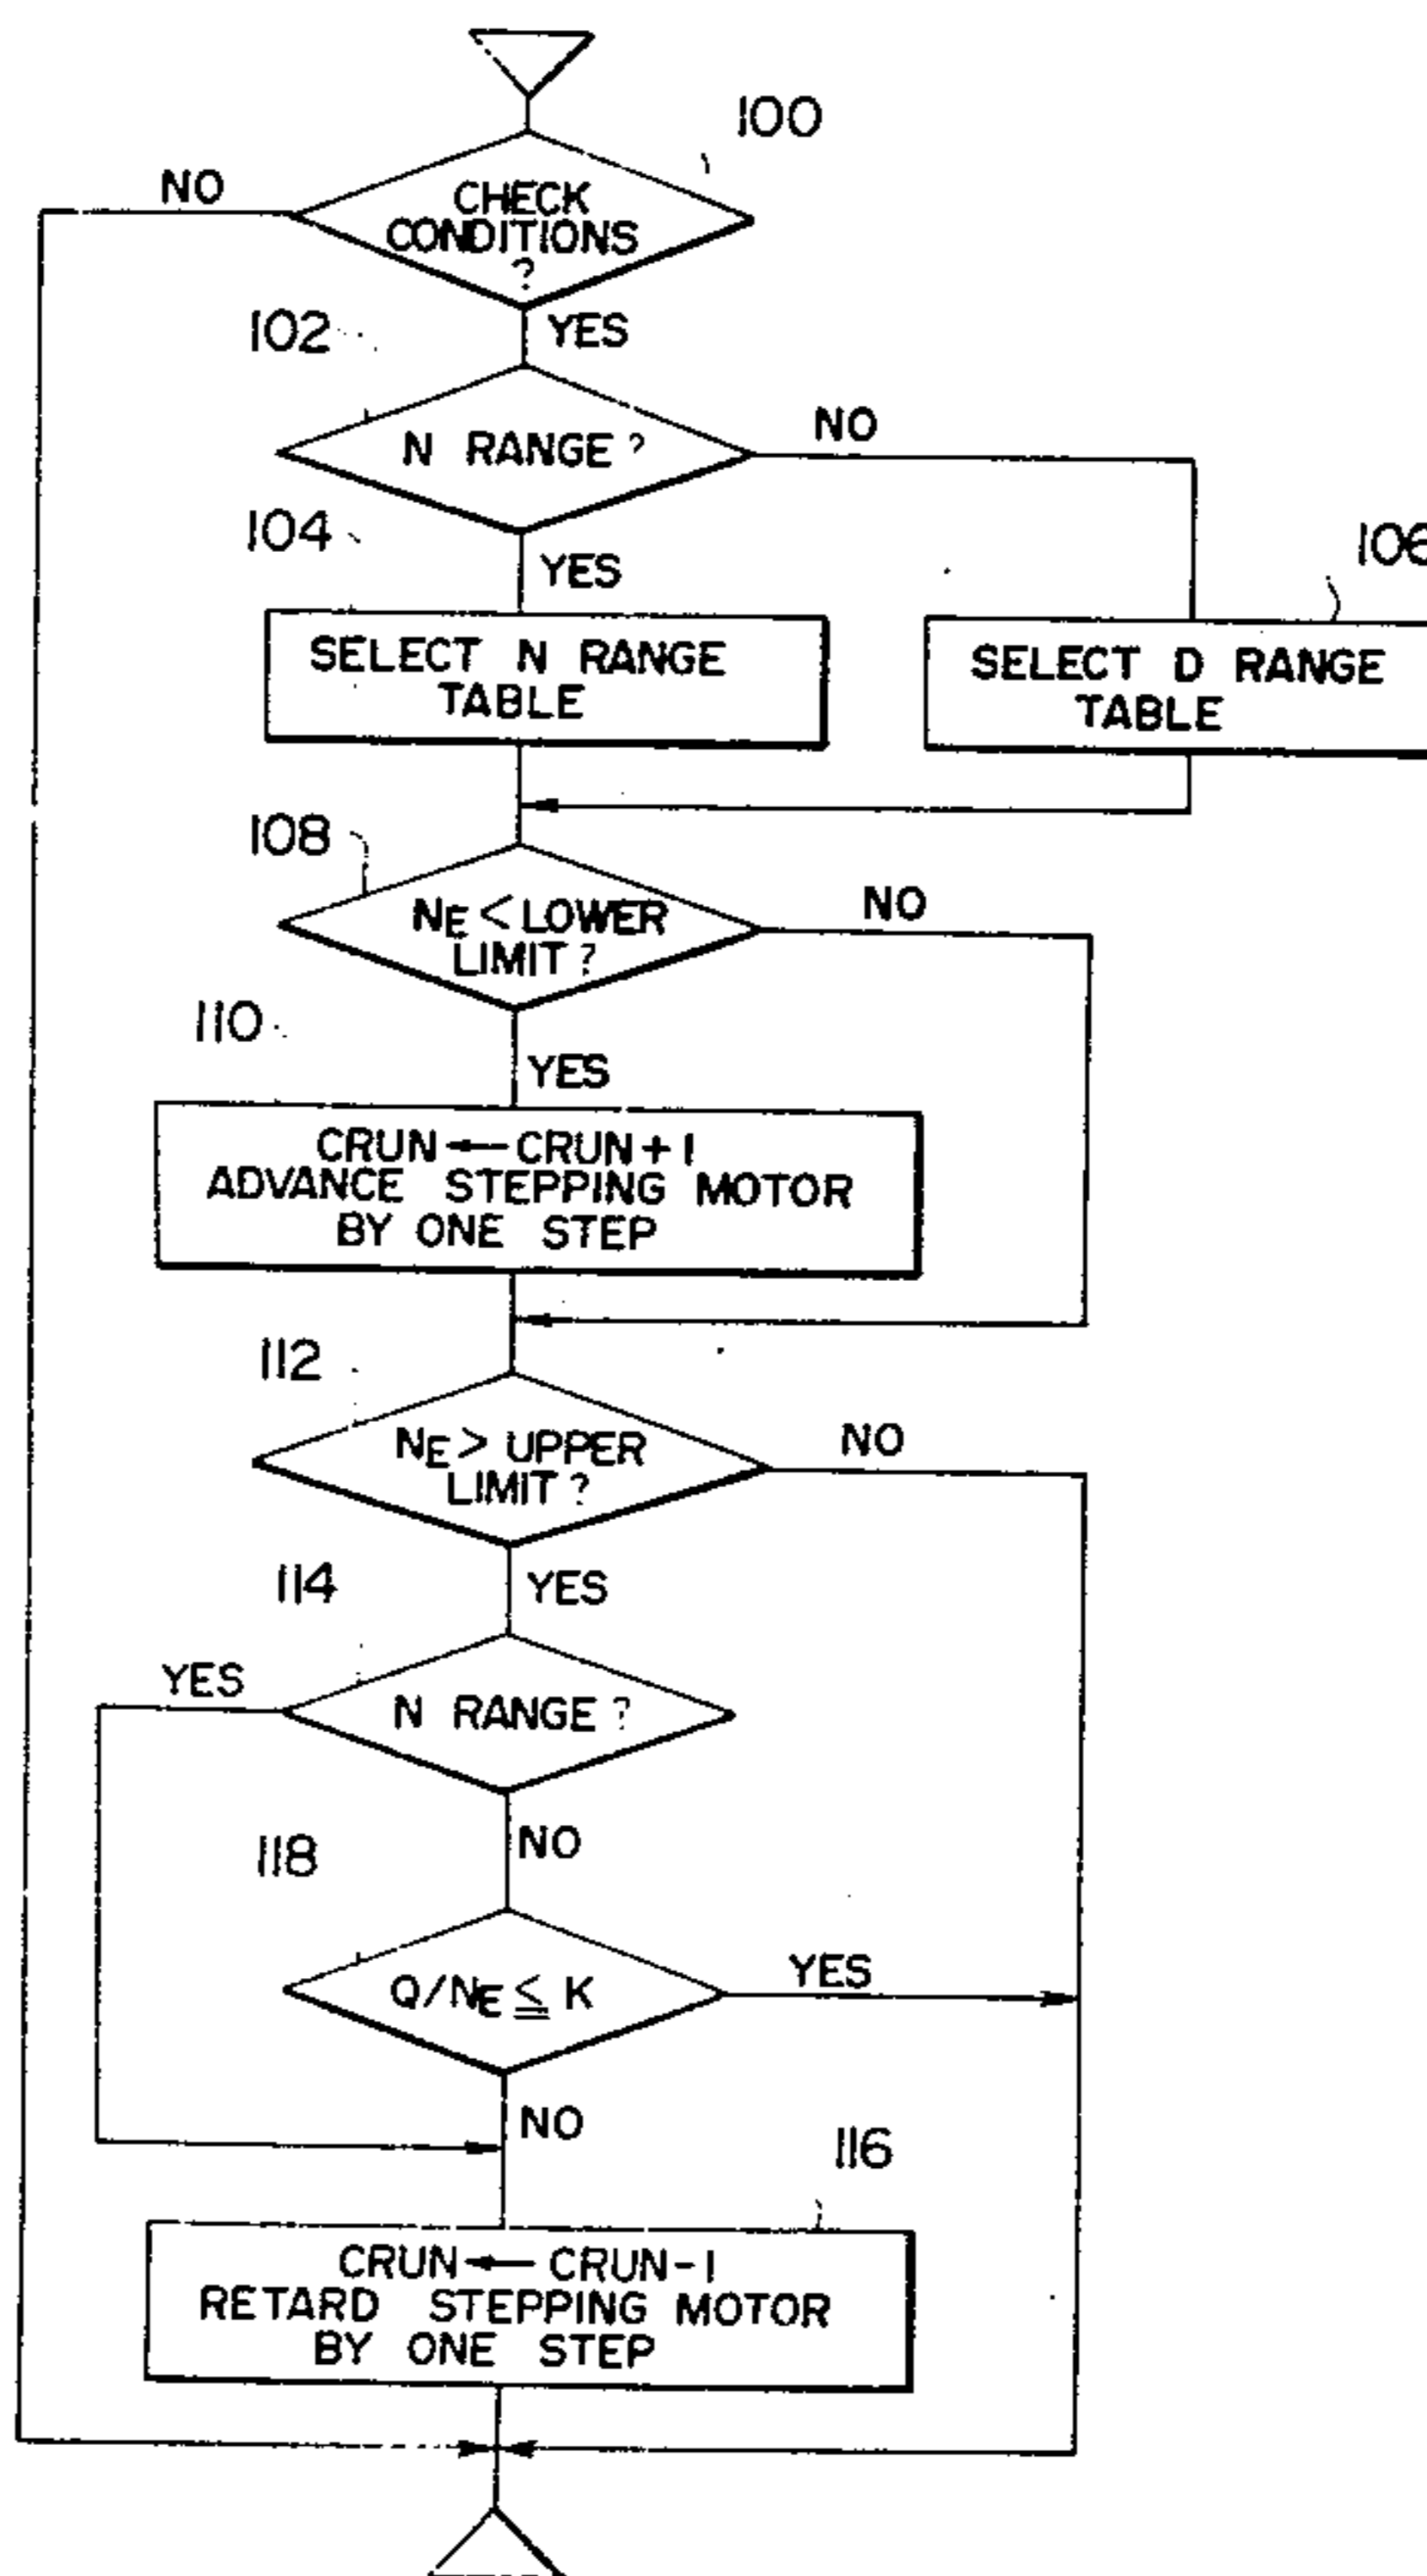 100
NO
CHECK
CONDITIONS
?
102
YES
N RANGE?
NO
104
YES
106
SELECT N RANGE
TABLE
SELECT D RANGE
TABLE
108
NE < LOWER
LIMIT?
NO
110
YES
CRUN ← CRUN+1
ADVANCE STEPPING MOTOR
BY ONE STEP
112
NE > UPPER
LIMIT?
NO
114
YES
YES
N RANGE?
118
NO
Q/NE ≦ K
YES
NO
116
CRUN ← CRUN-1
RETARD STEPPING MOTOR
BY ONE STEP